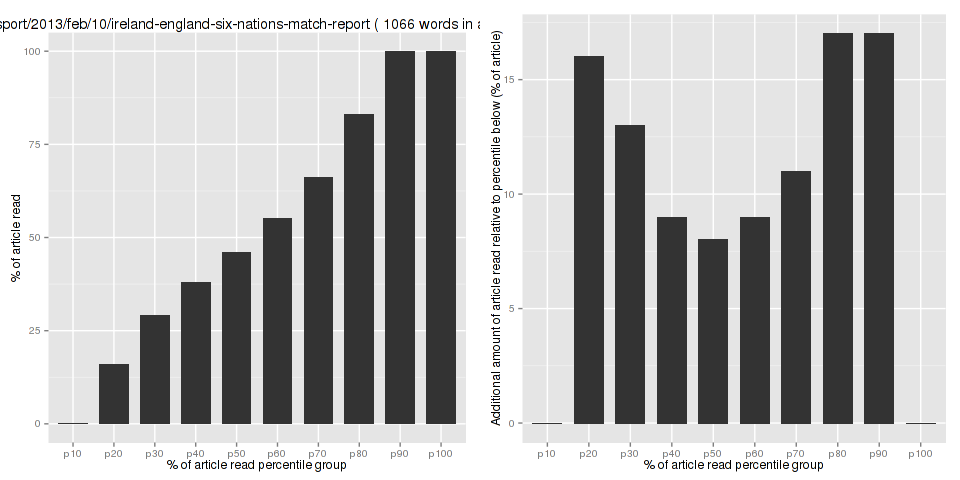 sport/2013/feb/10/ireland-england-six-nations-match-report ( 1066 words in
% of article read
100
75
50
25
0
p10 p20 p30 p40 p50 p60 p70 p80 p90 p100
% of article read percentile group
Additional amount of article read relative to percentile below (% of article)
15
10
5
0
p10 p20 p30 p40 p50 p60 p70 p80 p90 p100
% of article read percentile group